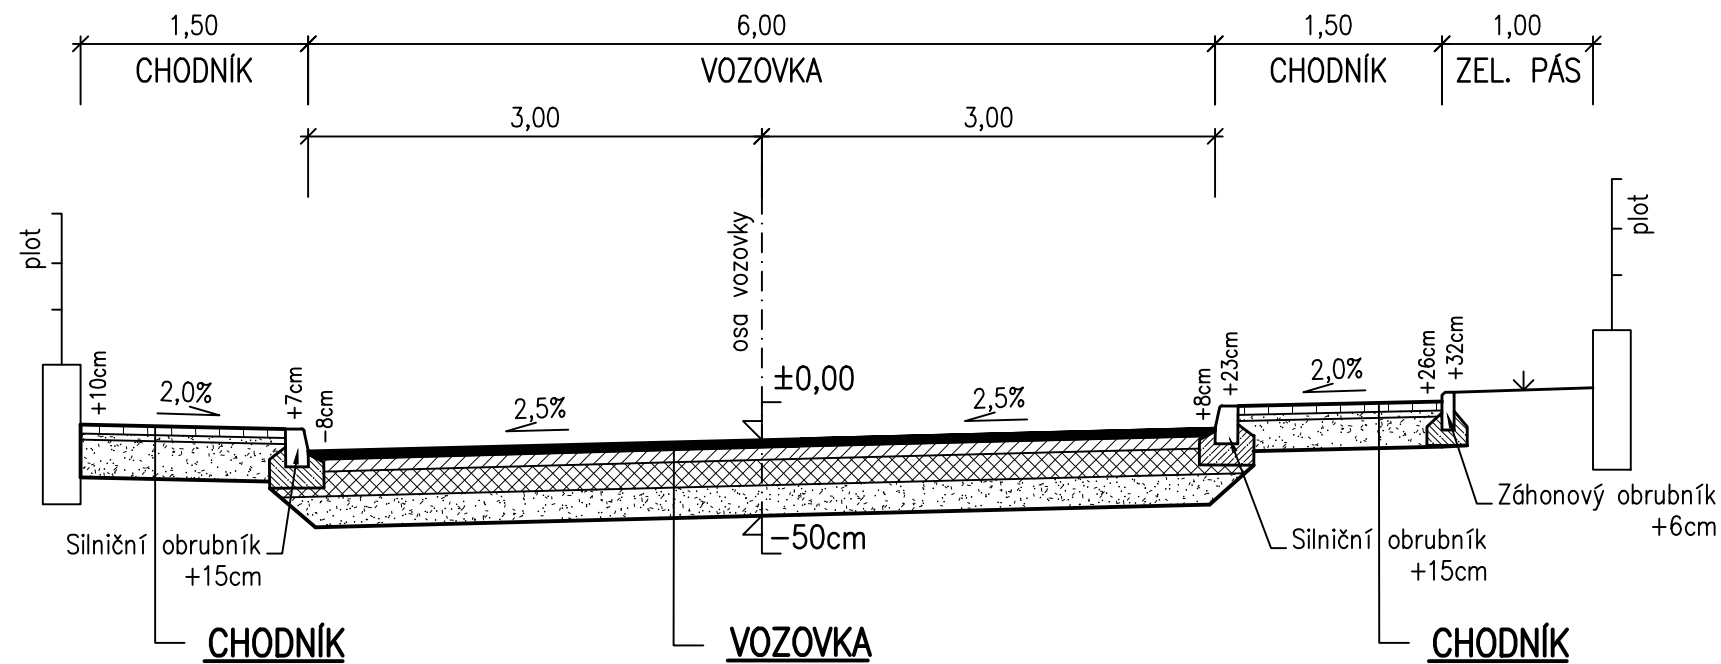 1,50
6,00
1,50
1,00
CHODNÍK
VOZOVKA
CHODNÍK
ZEL. PÁS
3,00
3,00
plot
plot
osa vozovky
+10cm
2,0%
+7cm
-8cm
2,5%
±0,00
2,5%
+8cm
+23cm
2,0%
+26cm
+32cm
-50cm
Silniční obrubník
+15cm
Silniční obrubník
+15cm
Záhonový obrubník
+6cm
CHODNÍK
VOZOVKA
CHODNÍK